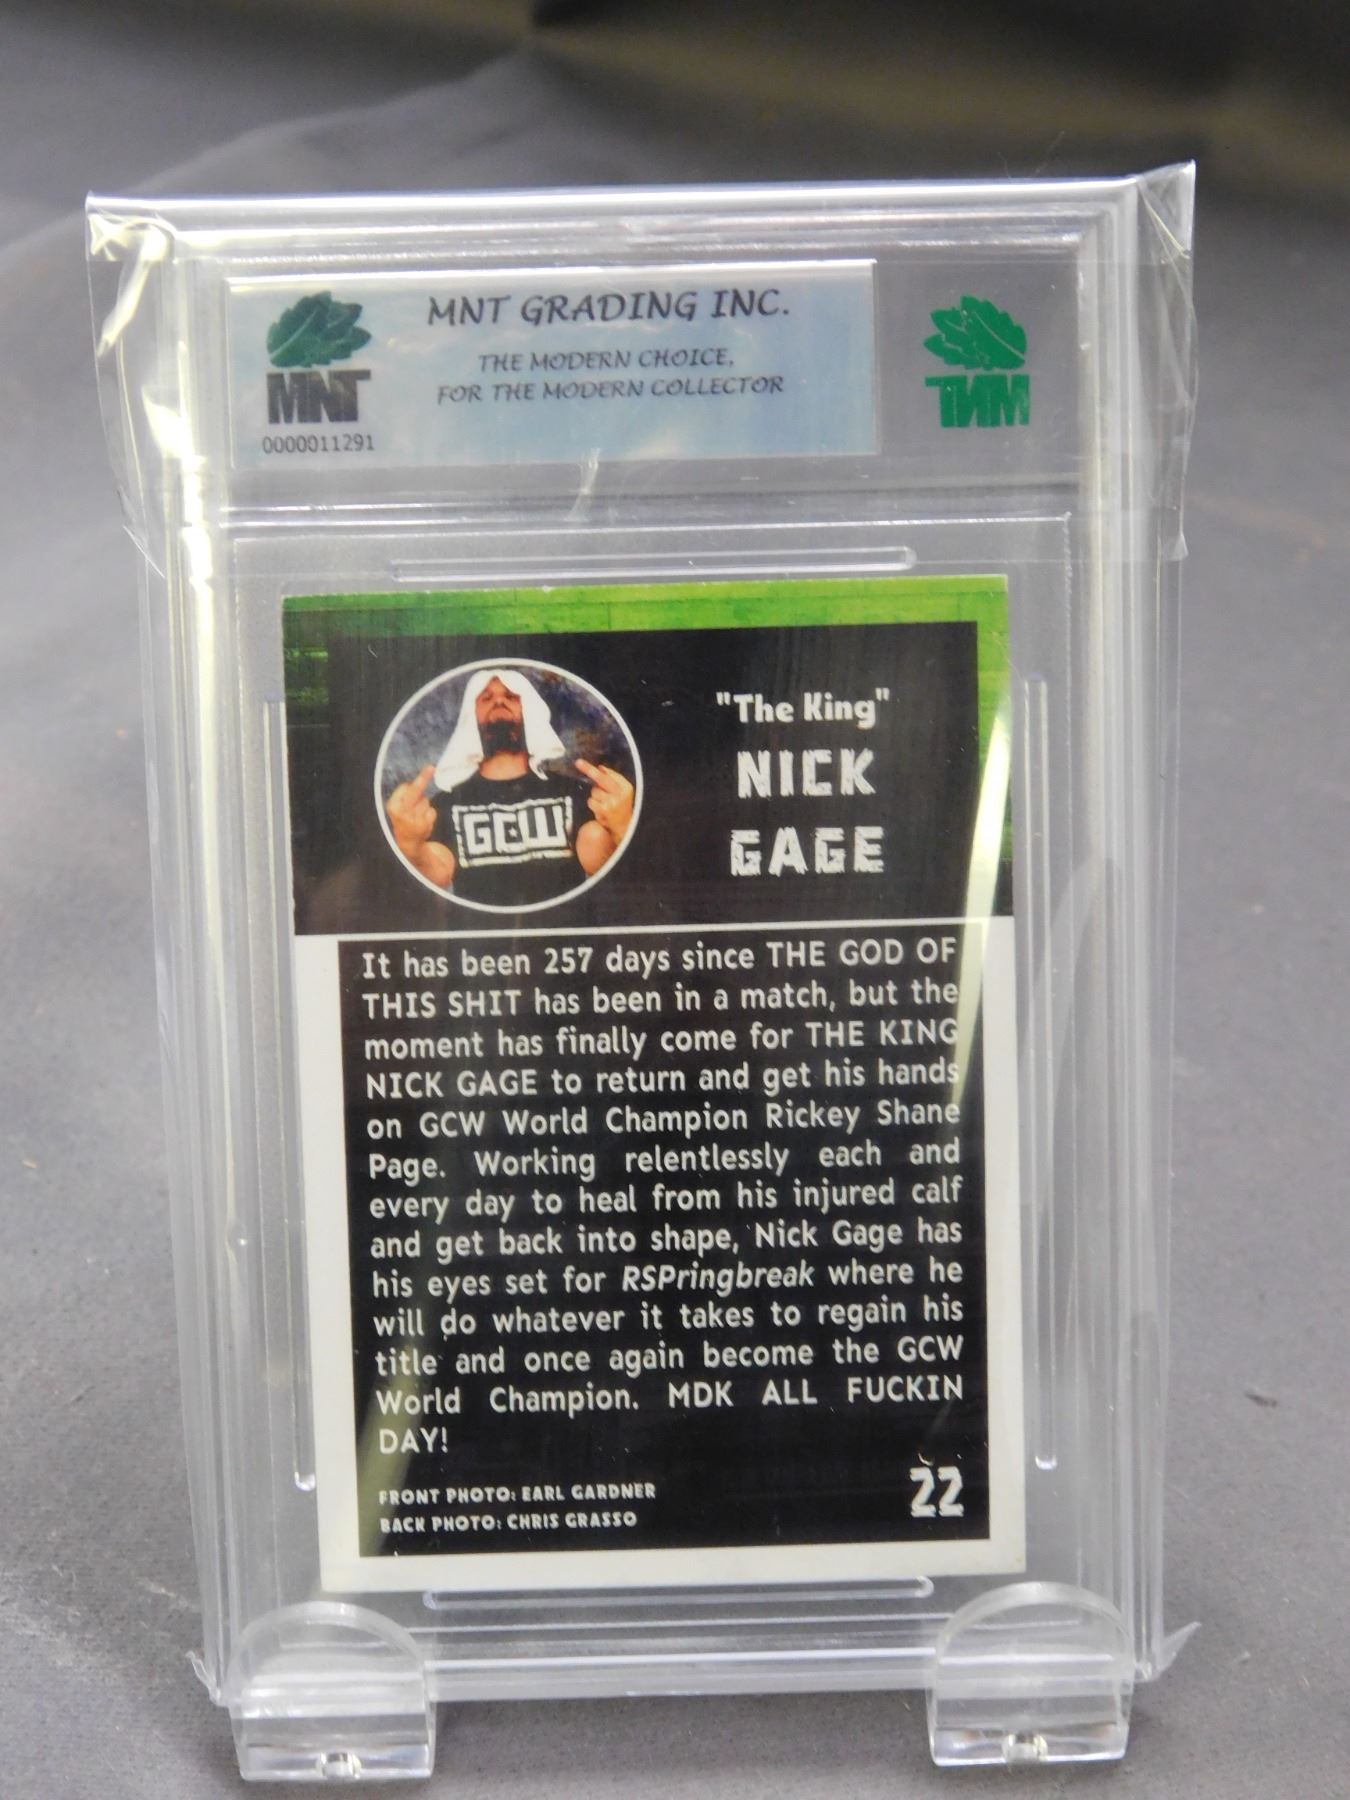 MNT GRADING INC.
THE MODERN CHOICE,
FOR THE MODERN COLLECTOR
MNT
0000011291
MNT
"The King"
NICK
GAGE
GCW
It has been 257 days since THE GOD OF
THIS SHIT has been in a match, but the
moment has finally come for THE KING
NICK GAGE to return and get his hands
on GCW World Champion Rickey Shane
Page. Working relentlessly each and
every day to heal from his injured calf
and get back into shape, Nick Gage has
his eyes set for RSPringbreak where he
will do whatever it takes to regain his
title and once again become the GCW
World Champion. MDK ALL FUCKIN
DAY!
FRONT PHOTO: EARL GARDNER
BACK PHOTO: CHRIS GRASSO
22